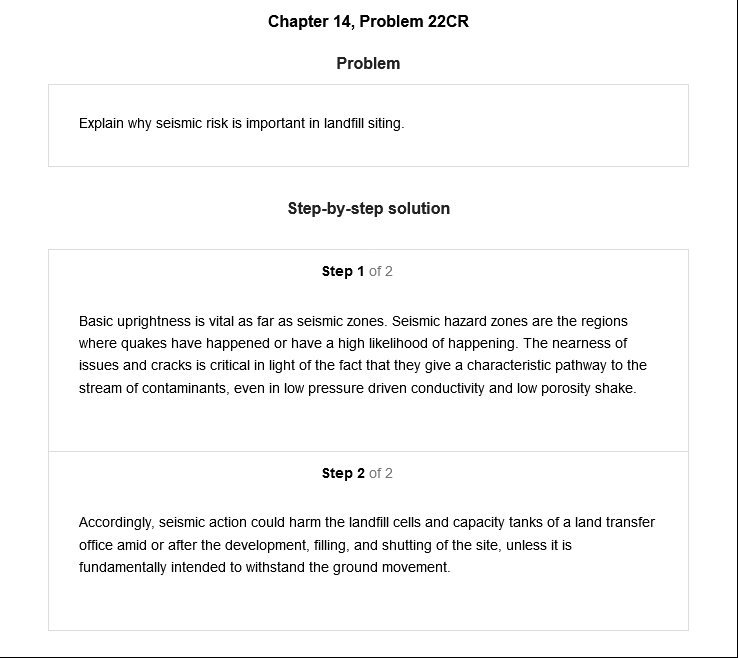 Chapter 14, Problem 22CR
Problem
Explain why seismic risk is important in landfill siting.
Step-by-step solution
Step 1 of 2
Basic uprightness is vital as far as seismic zones. Seismic hazard zones are the regions
where quakes have happened or have a high likelihood of happening. The nearness of
issues and cracks is critical in light of the fact that they give a characteristic pathway to the
stream of contaminants, even in low pressure driven conductivity and low porosity shake.
Step 2 of 2
Accordingly, seismic action could harm the landfill cells and capacity tanks of a land transfer
office amid or after the development, filling, and shutting of the site, unless it is
fundamentally intended to withstand the ground movement.